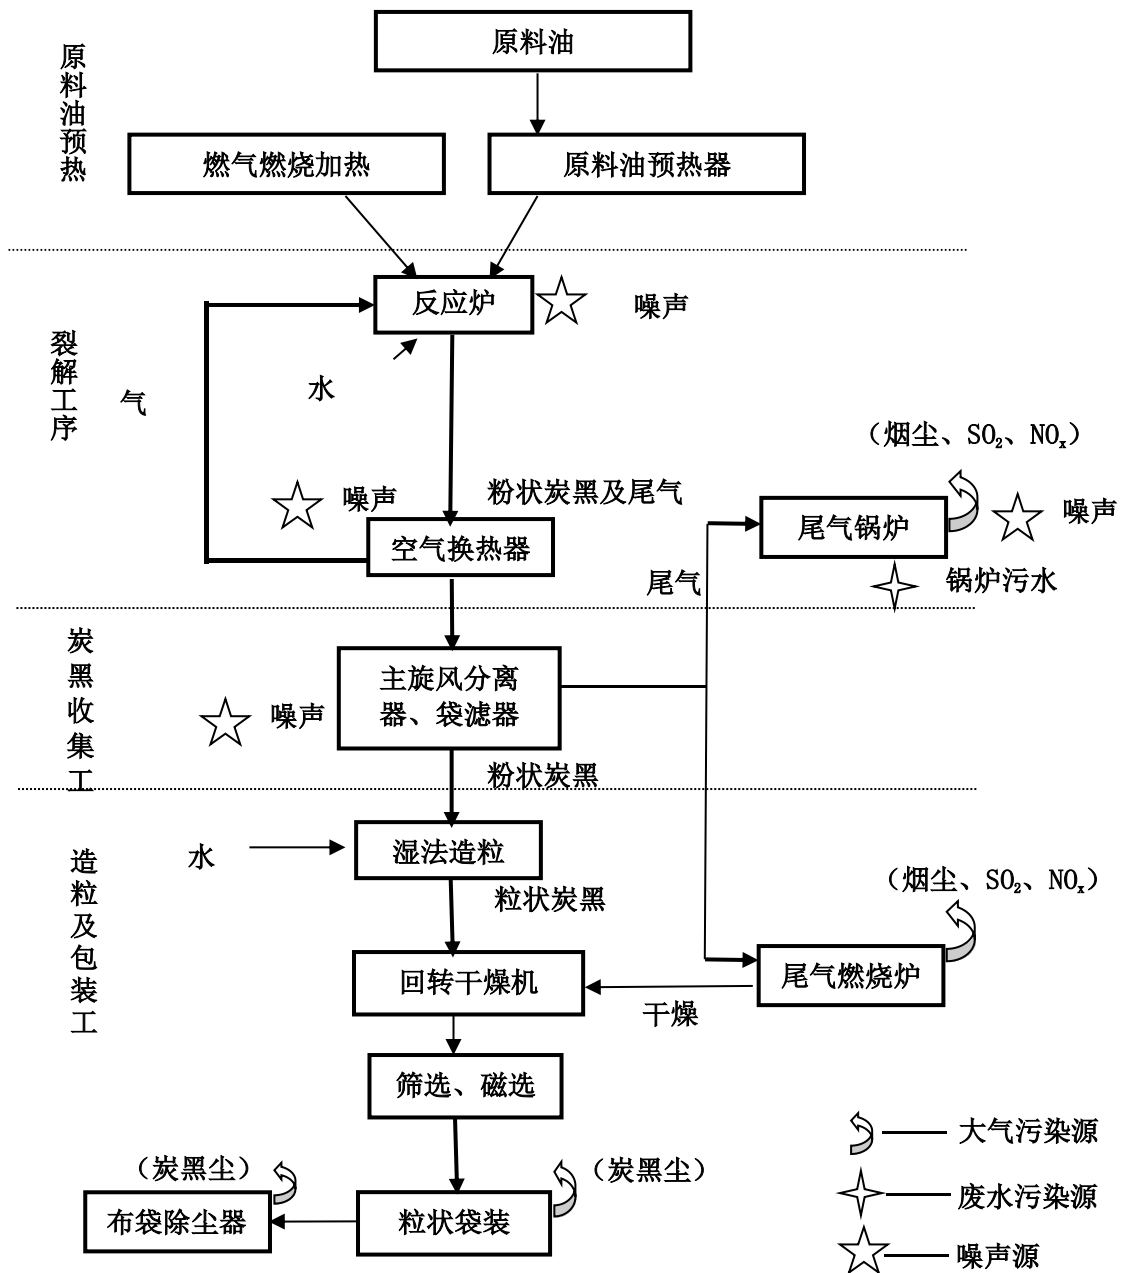 原料油
原料油预热
燃气燃烧加热
原料油预热器
反应炉
噪声
裂解工序
水
气
（烟尘、SO₂、NOₓ）
噪声
粉状炭黑及尾气
尾气锅炉
噪声
空气换热器
尾气
锅炉污水
炭黑收集工
主旋风分离
器、袋滤器
噪声
粉状炭黑
造粒及包装工
水
湿法造粒
粒状炭黑
（烟尘、SO₂、NOₓ）
回转干燥机
尾气燃烧炉
干燥
筛选、磁选
大气污染源
（炭黑尘）
（炭黑尘）
废水污染源
布袋除尘器
粒状袋装
噪声源